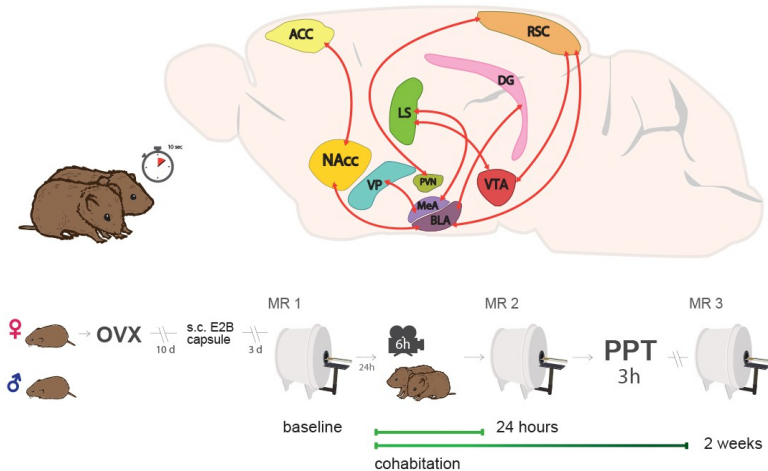 ACC
RSC
DG
LS
10 sec
NAcc
VP
PVN
VTA
MeA
BLA
MR 1
MR 2
MR 3
♀
OVX
s.c. E2B
capsule
10 d
3 d
6h
24h
PPT
3h
♂
baseline
24 hours
2 weeks
cohabitation